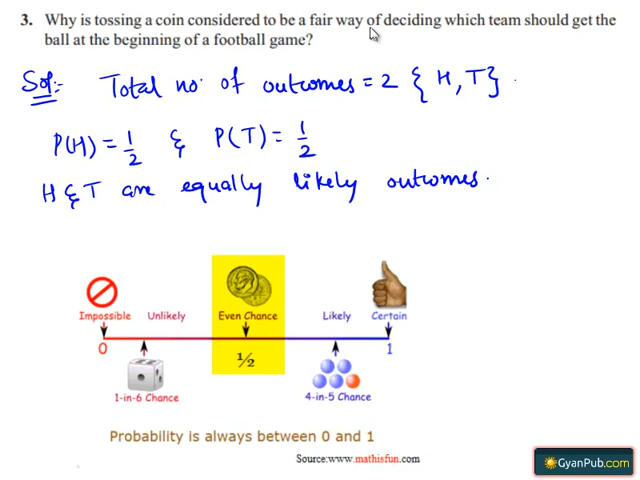 3. Why is tossing a coin considered to be a fair way of deciding which team should get the
ball at the beginning of a football game?
Sol:- Total no. of outcomes = 2 { H, T } .
P(H) = 1/2 & P(T) = 1/2
H & T are equally likely outcomes.
Impossible Unlikely Even Chance Likely Certain
0 1/2 1
1-in-6 Chance 4-in-5 Chance
Probability is always between 0 and 1
Source:www.mathisfun.com
GyanPub.com